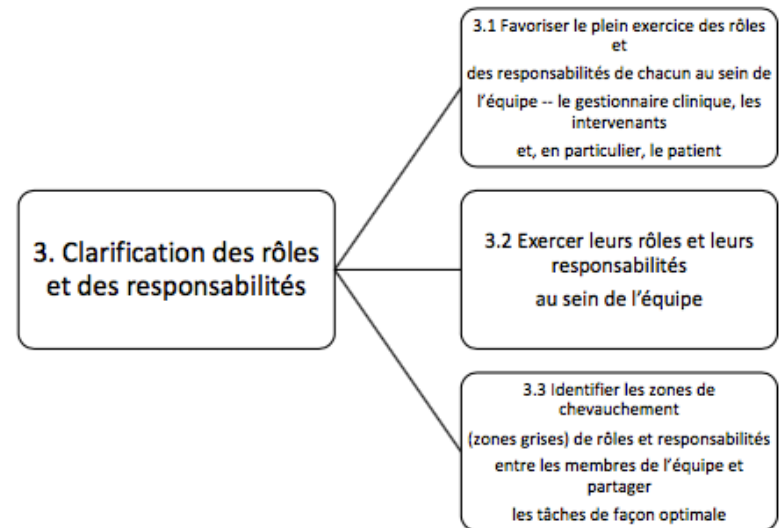 3.1 Favoriser le plein exercice des rôles
et
des responsabilités de chacun au sein de
l'équipe -- le gestionnaire clinique, les
intervenants
et, en particulier, le patient
3. Clarification des rôles
et des responsabilités
3.2 Exercer leurs rôles et leurs
responsabilités
au sein de l'équipe
3.3 Identifier les zones de
chevauchement
(zones grises) de rôles et responsabilités
entre les membres de l'équipe et
partager
les tâches de façon optimale